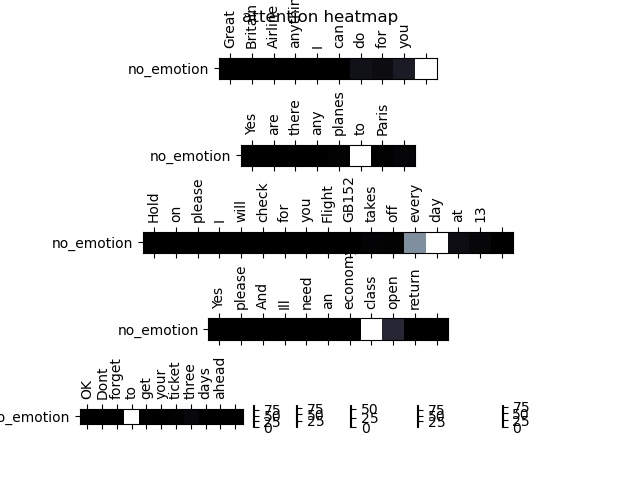 attention heatmap
Great Britain Airline anything I can do for you
no_emotion
Yes are there any planes to Paris
no_emotion
Hold on please I will check for you Flight GB152 takes off every day at 13
no_emotion
Yes please And Ill need an economy class open return
no_emotion
OK Dont forget to get your ticket three days ahead
no_emotion
75 75 50 75 75
50 50 25 50 50
25 25 0 25 25
0 0 0